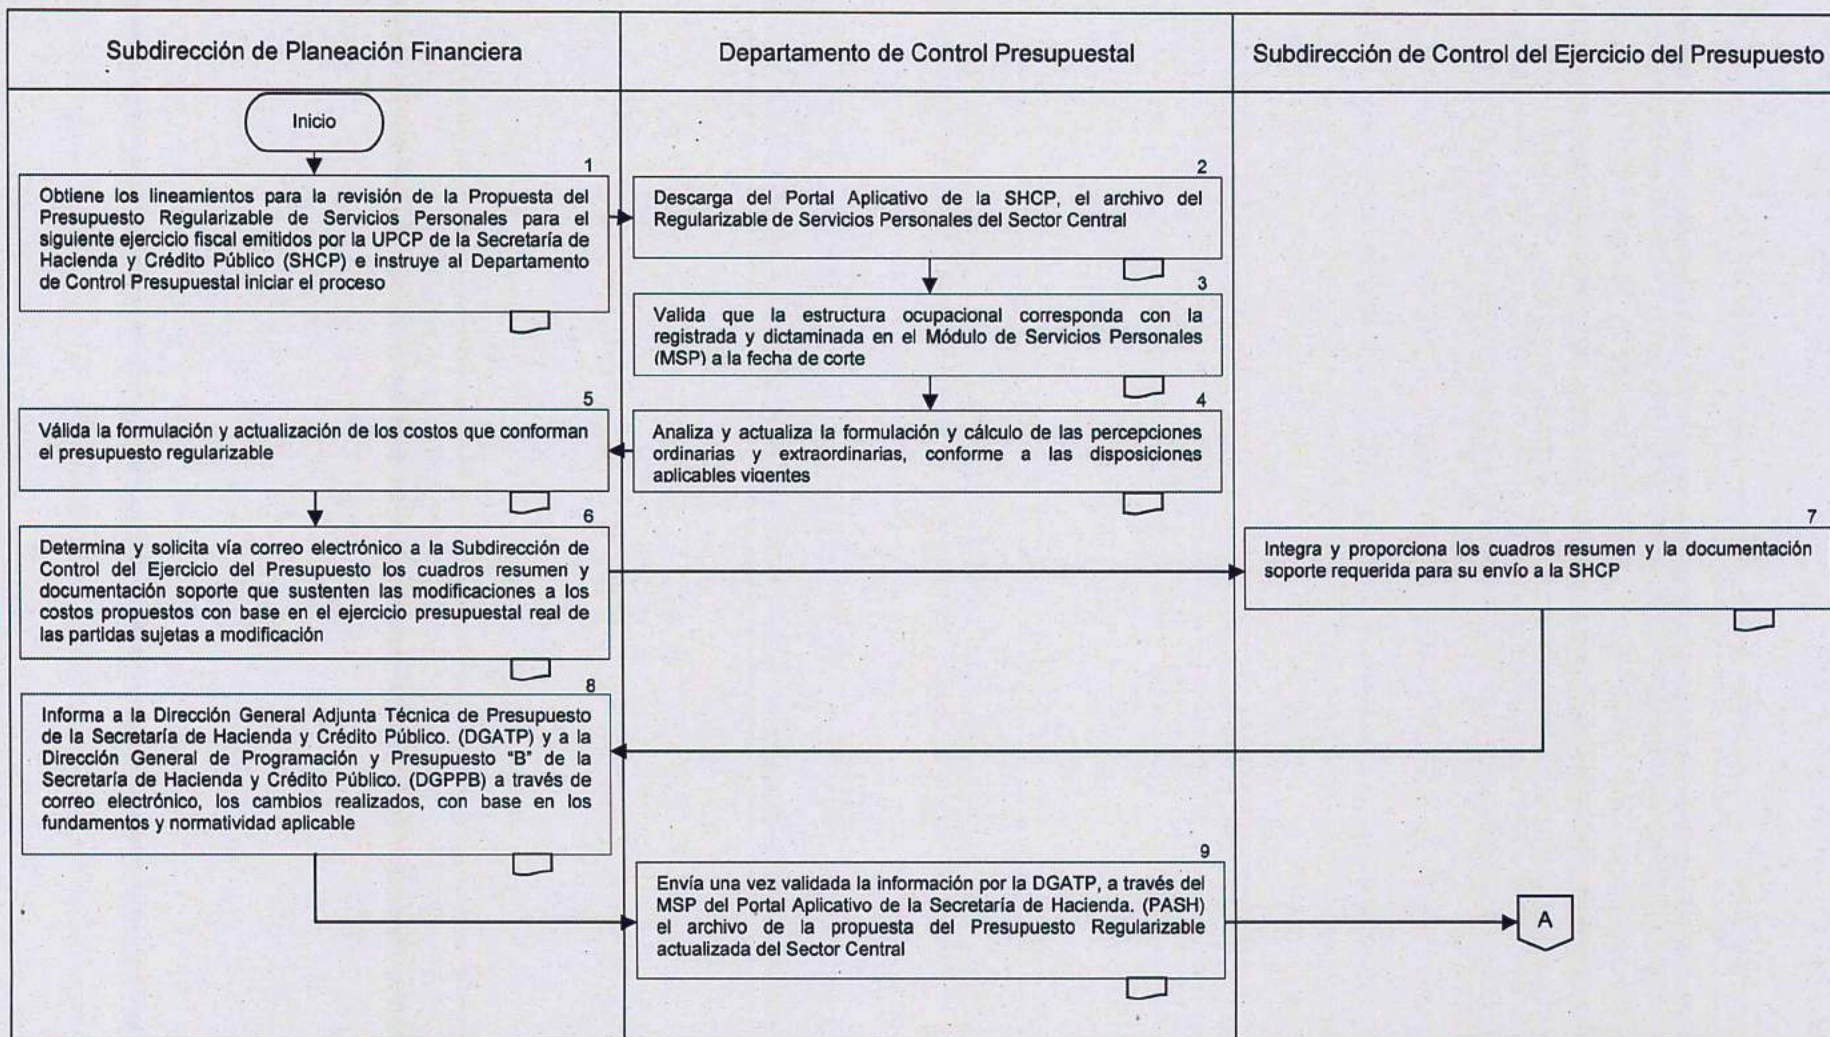 Subdirección de Planeación Financiera
Departamento de Control Presupuestal
Subdirección de Control del Ejercicio del Presupuesto
Inicio
1
Obtiene los lineamientos para la revisión de la Propuesta del
Presupuesto Regularizable de Servicios Personales para el
siguiente ejercicio fiscal emitidos por la UPCP de la Secretaría de
Hacienda y Crédito Público (SHCP) e instruye al Departamento
de Control Presupuestal iniciar el proceso
2
Descarga del Portal Aplicativo de la SHCP, el archivo del
Regularizable de Servicios Personales del Sector Central
3
Valida que la estructura ocupacional corresponda con la
registrada y dictaminada en el Módulo de Servicios Personales
(MSP) a la fecha de corte
4
Analiza y actualiza la formulación y cálculo de las percepciones
ordinarias y extraordinarias, conforme a las disposiciones
aplicables vigentes
5
Válida la formulación y actualización de los costos que conforman
el presupuesto regularizable
6
Determina y solicita vía correo electrónico a la Subdirección de
Control del Ejercicio del Presupuesto los cuadros resumen y
documentación soporte que sustenten las modificaciones a los
costos propuestos con base en el ejercicio presupuestal real de
las partidas sujetas a modificación
7
Integra y proporciona los cuadros resumen y la documentación
soporte requerida para su envío a la SHCP
8
Informa a la Dirección General Adjunta Técnica de Presupuesto
de la Secretaría de Hacienda y Crédito Público. (DGATP) y a la
Dirección General de Programación y Presupuesto "B" de la
Secretaría de Hacienda y Crédito Público. (DGPPB) a través de
correo electrónico, los cambios realizados, con base en los
fundamentos y normatividad aplicable
9
Envía una vez validada la información por la DGATP, a través del
MSP del Portal Aplicativo de la Secretaría de Hacienda. (PASH)
el archivo de la propuesta del Presupuesto Regularizable
actualizada del Sector Central
A